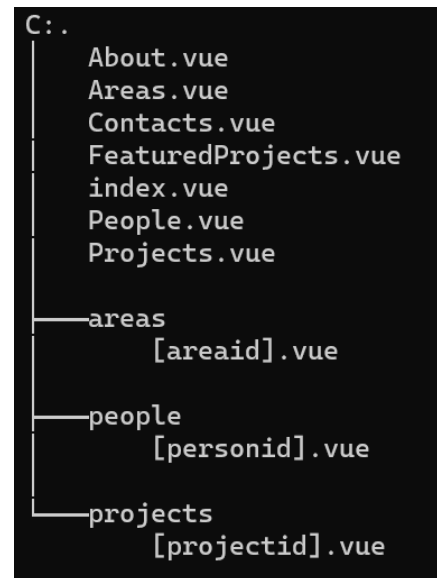 C:.
About.vue
Areas.vue
Contacts.vue
FeaturedProjects.vue
index.vue
People.vue
Projects.vue
areas
[areaid].vue
people
[personid].vue
projects
[projectid].vue